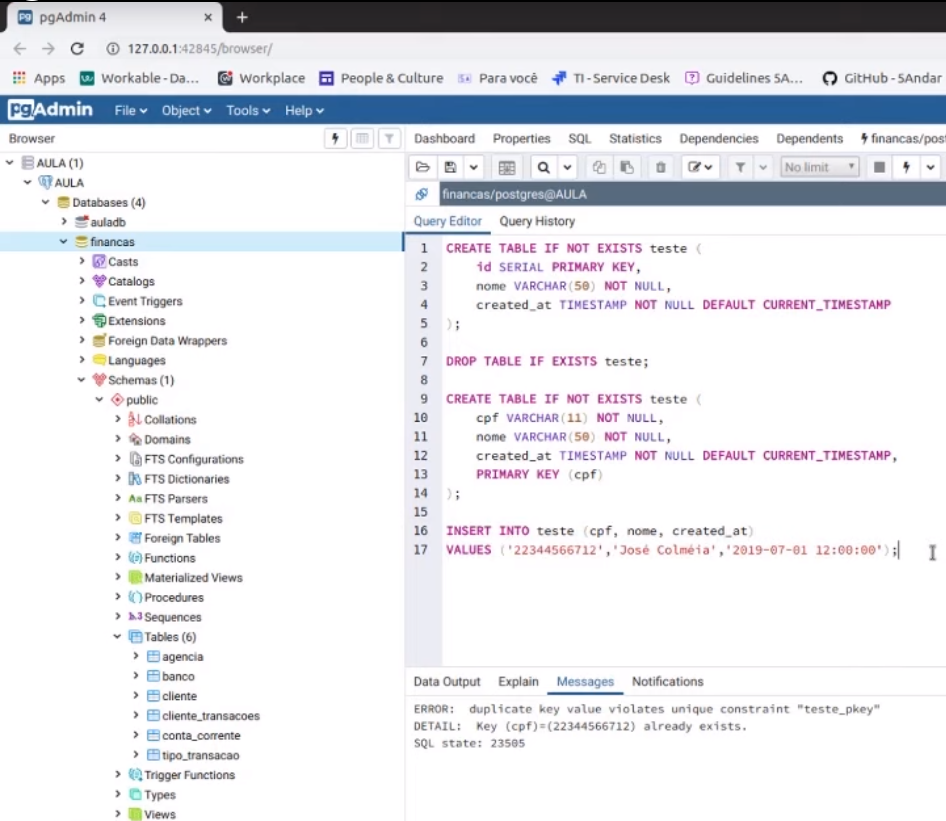 pgAdmin 4
127.0.0.1:42845/browser/
Apps Workable - Da... Workplace People & Culture Para você TI - Service Desk Guidelines 5A... GitHub - 5Andar
pgAdmin File Object Tools Help
Browser
Dashboard Properties SQL Statistics Dependencies Dependents financas/pos
No limit
financas/postgres@AULA
Query Editor Query History
AULA (1)
AULA
Databases (4)
auladb
financas
Casts
Catalogs
Event Triggers
Extensions
Foreign Data Wrappers
Languages
Schemas (1)
public
Collations
Domains
FTS Configurations
FTS Dictionaries
FTS Parsers
FTS Templates
Foreign Tables
Functions
Materialized Views
Procedures
Sequences
Tables (6)
agencia
banco
cliente
cliente_transacoes
conta_corrente
tipo_transacao
Trigger Functions
Types
Views
1 CREATE TABLE IF NOT EXISTS teste (
2 id SERIAL PRIMARY KEY,
3 nome VARCHAR(50) NOT NULL,
4 created_at TIMESTAMP NOT NULL DEFAULT CURRENT_TIMESTAMP
5 );
6
7 DROP TABLE IF EXISTS teste;
8
9 CREATE TABLE IF NOT EXISTS teste (
10 cpf VARCHAR(11) NOT NULL,
11 nome VARCHAR(50) NOT NULL,
12 created_at TIMESTAMP NOT NULL DEFAULT CURRENT_TIMESTAMP,
13 PRIMARY KEY (cpf)
14 );
15
16 INSERT INTO teste (cpf, nome, created_at)
17 VALUES ('22344566712','José Colméia','2019-07-01 12:00:00');
Data Output Explain Messages Notifications
ERROR: duplicate key value violates unique constraint "teste_pkey"
DETAIL: Key (cpf)=(22344566712) already exists.
SQL state: 23505